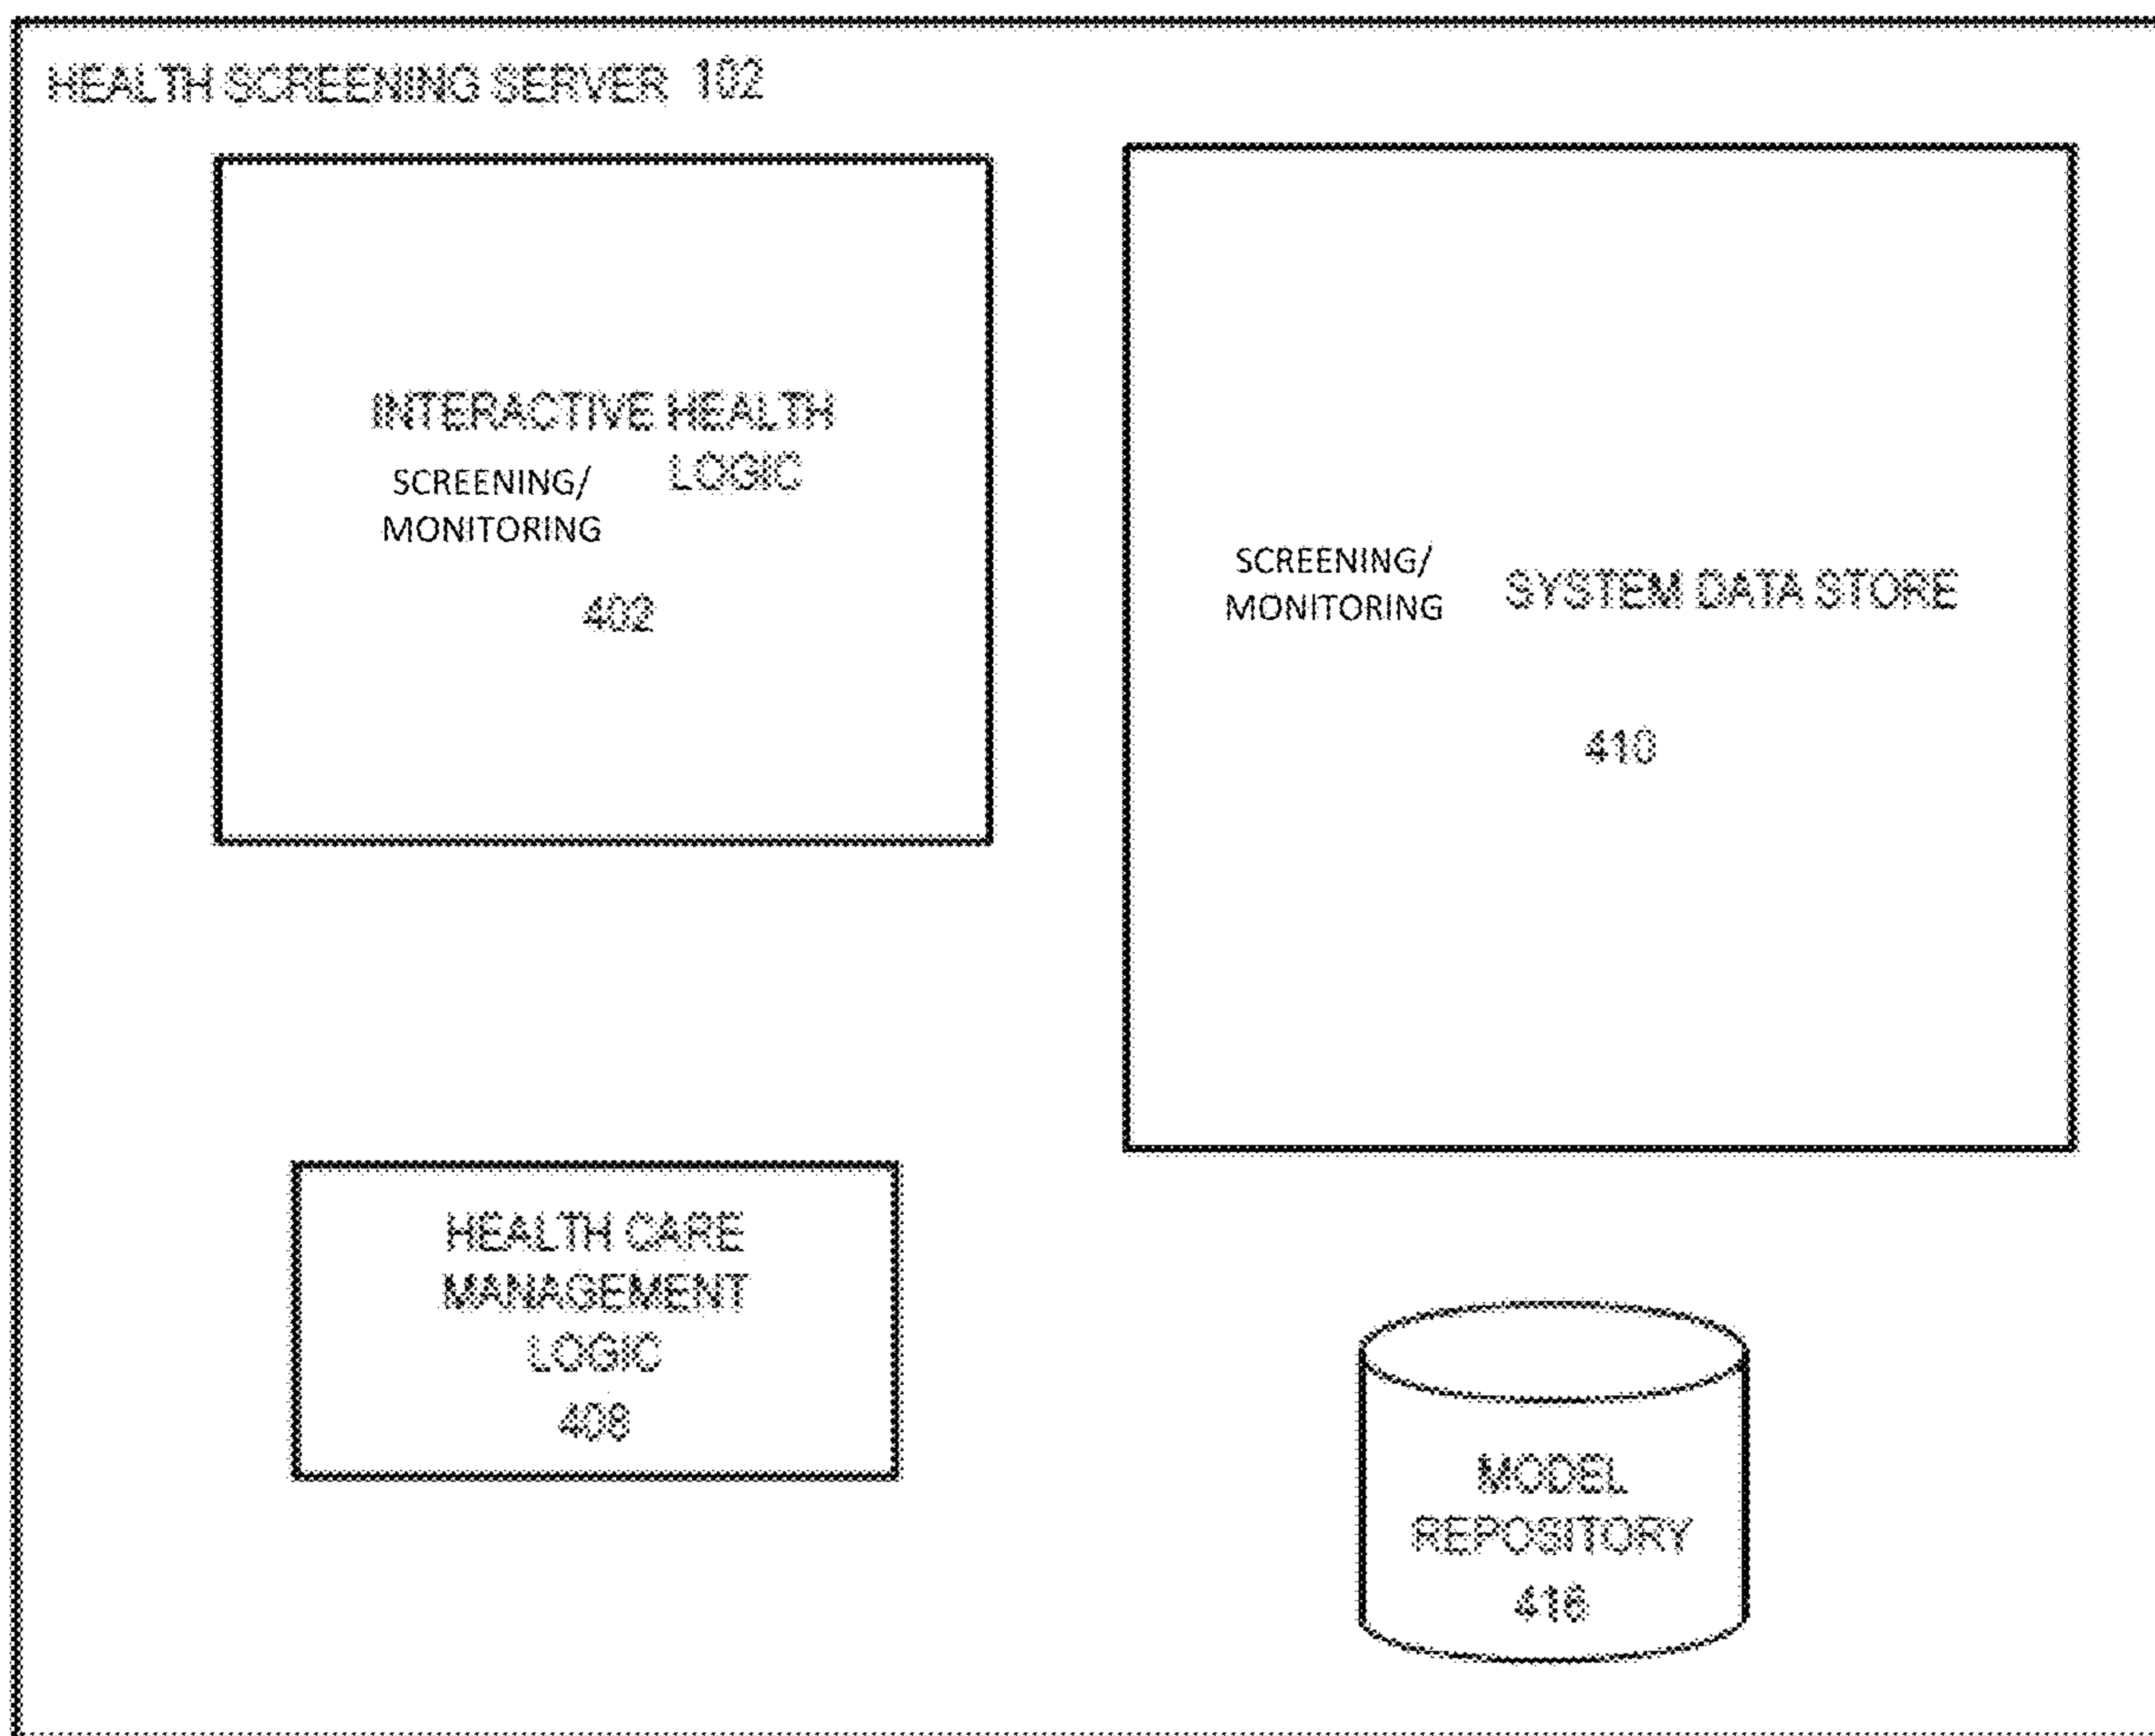 HEALTH SCREENING SERVER 102
INTERACTIVE HEALTH
SCREENING/ LOGIC
MONITORING
402
SCREENING/
MONITORING SYSTEM DATA STORE
410
HEALTH CARE
MANAGEMENT
LOGIC
408
MODEL
REPOSITORY
416